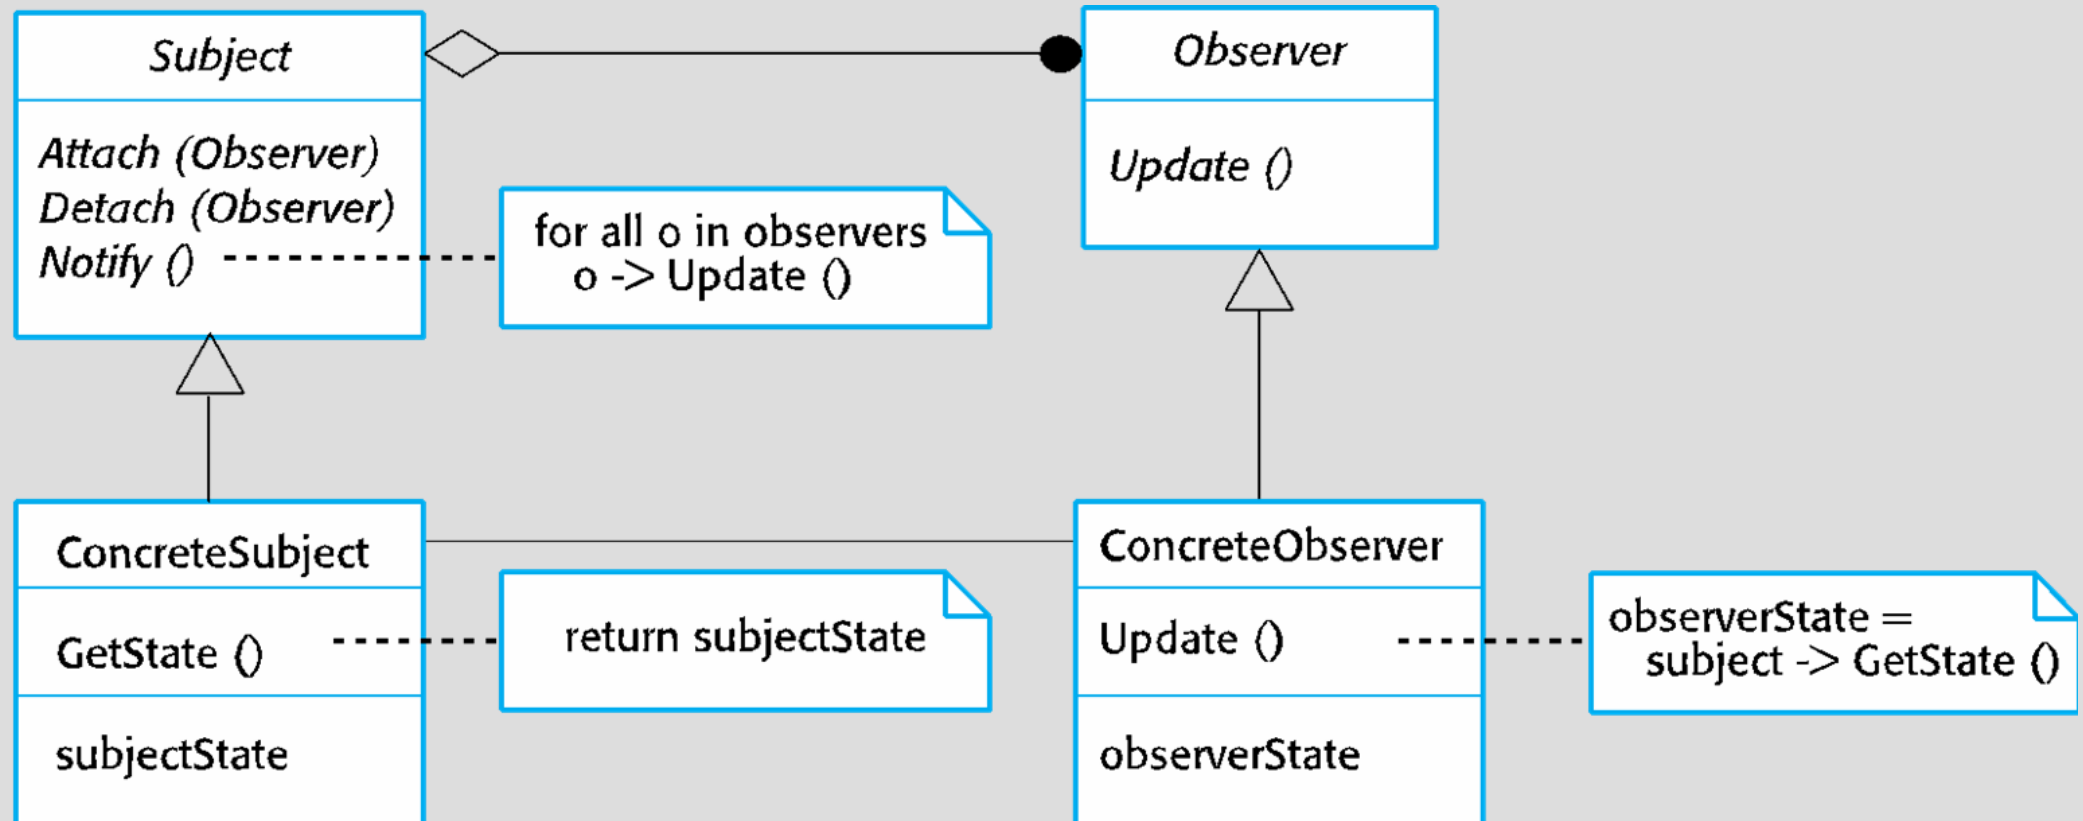 Subject
Attach (Observer)
Detach (Observer)
Notify ()
for all o in observers
o -> Update ()
Observer
Update ()
ConcreteSubject
GetState ()
subjectState
return subjectState
ConcreteObserver
Update ()
observerState
observerState =
subject -> GetState ()